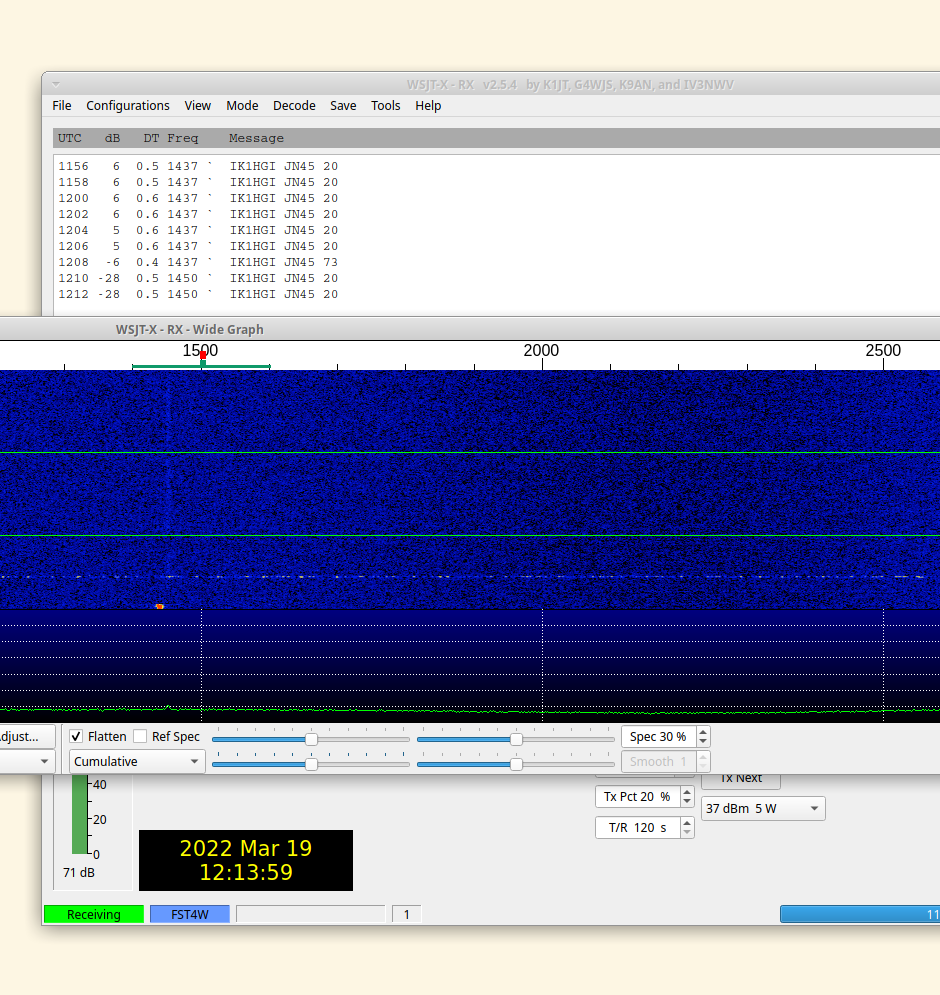 WSJT-X - RX   v2.5.4   by K1JT, G4WJS, K9AN, and IV3NWV
File Configurations View Mode Decode Save Tools Help
UTC dB DT Freq Message
1156 6 0.5 1437 ` IK1HGI JN45 20
1158 6 0.5 1437 ` IK1HGI JN45 20
1200 6 0.6 1437 ` IK1HGI JN45 20
1202 6 0.6 1437 ` IK1HGI JN45 20
1204 5 0.6 1437 ` IK1HGI JN45 20
1206 5 0.6 1437 ` IK1HGI JN45 20
1208 -6 0.4 1437 ` IK1HGI JN45 73
1210 -28 0.5 1450 ` IK1HGI JN45 20
1212 -28 0.5 1450 ` IK1HGI JN45 20
WSJT-X - RX - Wide Graph
1500 2000 2500
Adjust... Flatten Ref Spec Spec 30 %
Cumulative Smooth 1
40 Tx Next
Tx Pct 20 % 37 dBm 5 W
20
T/R 120 s
0
2022 Mar 19
71 dB 12:13:59
Receiving FST4W 1 11